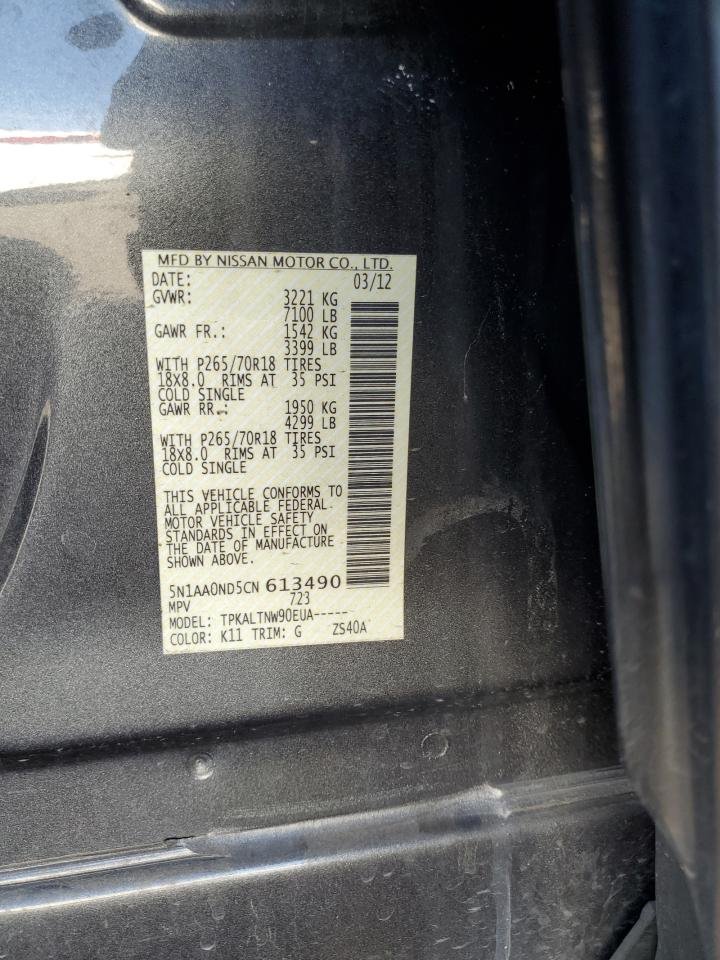 MFD BY NISSAN MOTOR CO., LTD.
DATE: 03/12
GVWR: 3221 KG
7100 LB
GAWR FR.: 1542 KG
3399 LB
WITH P265/70R18 TIRES
18X8.0 RIMS AT 35 PSI
COLD SINGLE
GAWR RR.: 1950 KG
4299 LB
WITH P265/70R18 TIRES
18X8.0 RIMS AT 35 PSI
COLD SINGLE
THIS VEHICLE CONFORMS TO
ALL APPLICABLE FEDERAL
MOTOR VEHICLE SAFETY
STANDARDS IN EFFECT ON
THE DATE OF MANUFACTURE
SHOWN ABOVE.
5N1AA0ND5CN 613490
MPV 723
MODEL: TPKALTNW90EUA-----
COLOR: K11 TRIM: G ZS40A